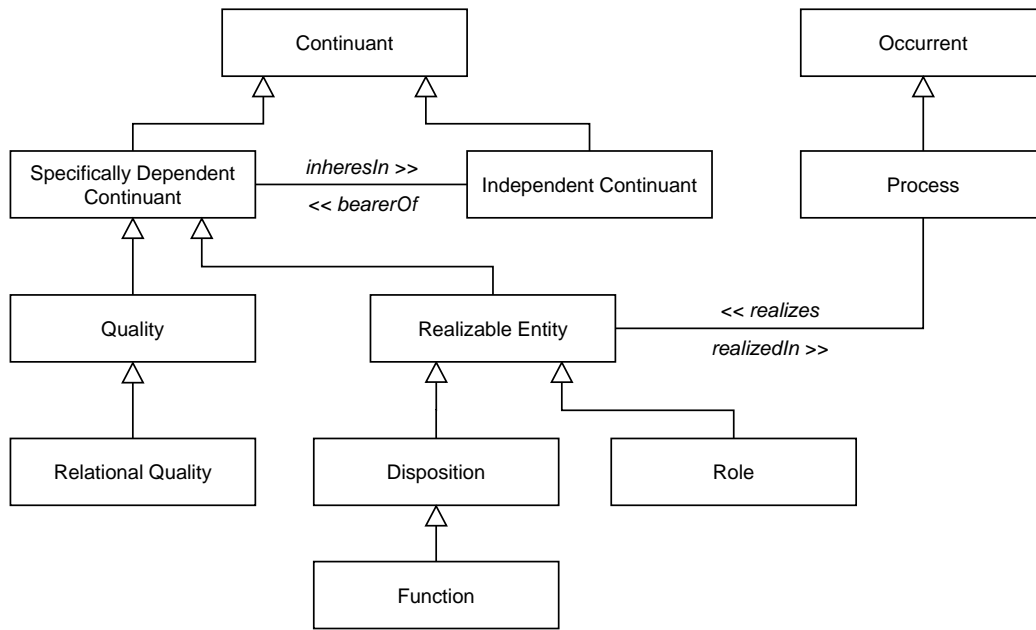 Continuant
Occurrent
Specifically Dependent
Continuant
inheresIn >>
<< bearerOf
Independent Continuant
Process
Quality
Realizable Entity
<< realizes
realizedIn >>
Relational Quality
Disposition
Role
Function